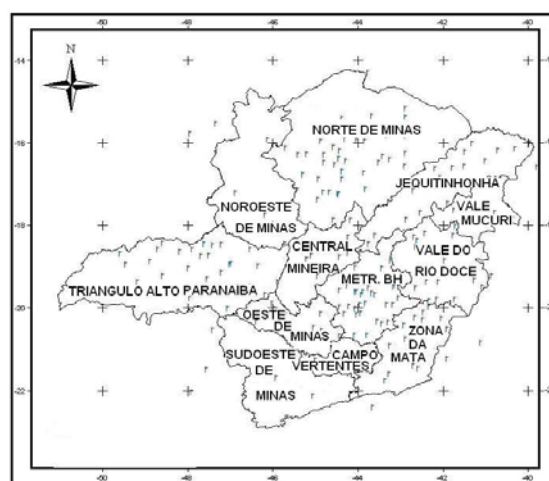 N
-14
-16
-18
-20
-22
NORTE DE MINAS
JEQUITINHONHA
VALE
MUCURI
NOROESTE
DE MINAS
CENTRAL
MINEIRA
VALE DO
RIO DOCE
METR. BH
TRIANGULO ALTO PARANAIBA
OESTE
DE
MINAS
ZONA
DA
MATA
SUDOESTE
DE
MINAS
CAMPO
VERTENTES
-50 -48 -46 -44 -42 -40